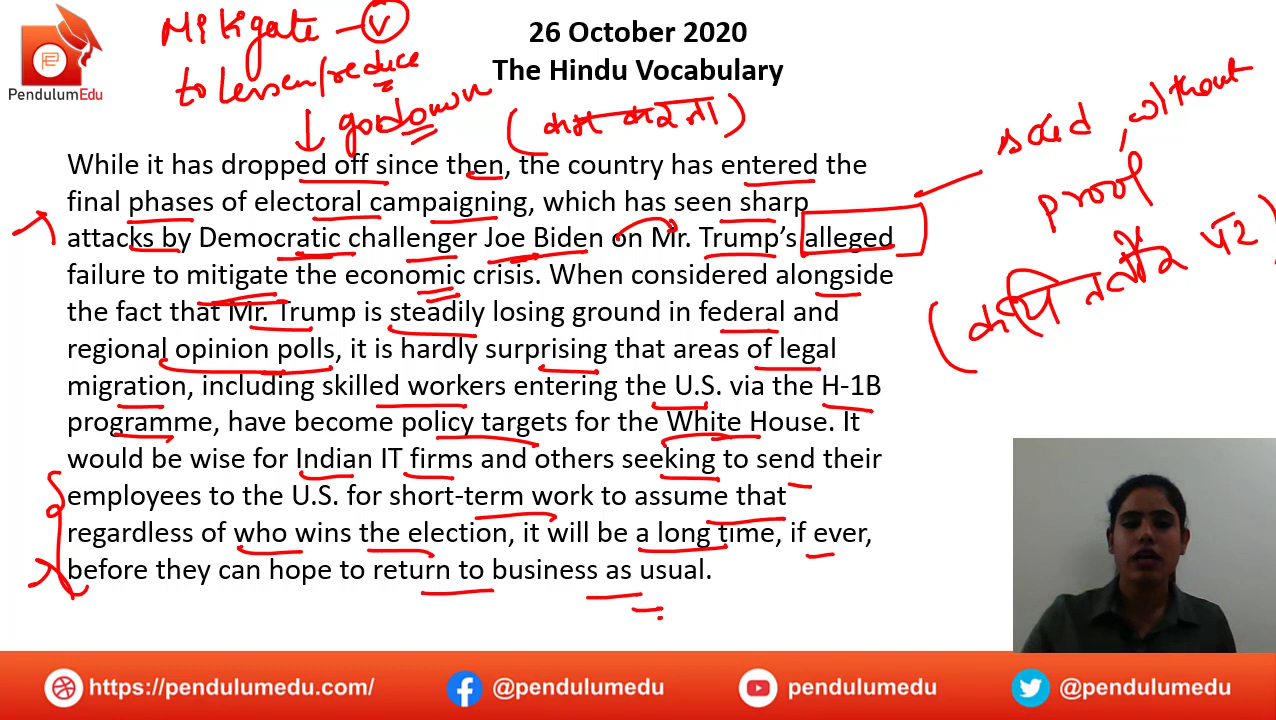 26 October 2020
The Hindu Vocabulary
PendulumEdu
Mitigate - V
to lessen/reduce
↓ go down
(कम करना)
said, without
proof
(कथित तौर पर)
While it has dropped off since then, the country has entered the
final phases of electoral campaigning, which has seen sharp
attacks by Democratic challenger Joe Biden on Mr. Trump's alleged
failure to mitigate the economic crisis. When considered alongside
the fact that Mr. Trump is steadily losing ground in federal and
regional opinion polls, it is hardly surprising that areas of legal
migration, including skilled workers entering the U.S. via the H-1B
programme, have become policy targets for the White House. It
would be wise for Indian IT firms and others seeking to send their
employees to the U.S. for short-term work to assume that
regardless of who wins the election, it will be a long time, if ever,
before they can hope to return to business as usual.
https://pendulumedu.com/ @pendulumedu pendulumedu @pendulumedu